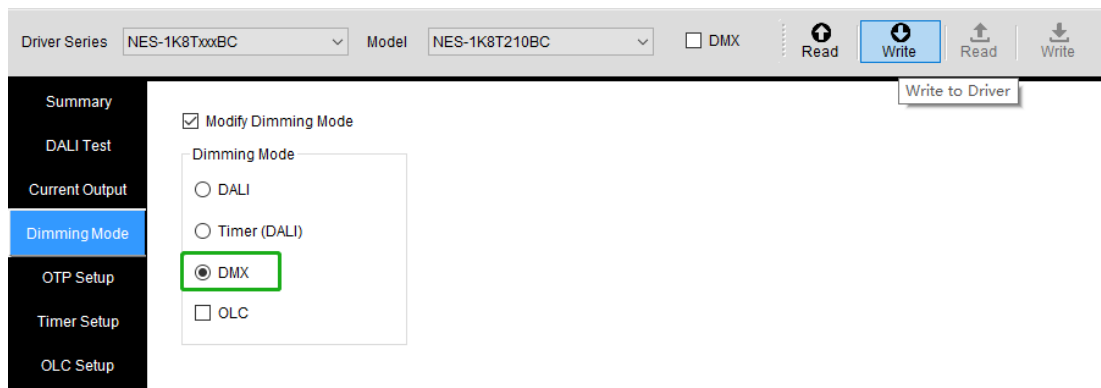 Driver Series NES-1K8TxxxBC Model NES-1K8T210BC DMX Read Write Read Write
Write to Driver
Summary
DALI Test
Current Output
Dimming Mode
OTP Setup
Timer Setup
OLC Setup
Modify Dimming Mode
Dimming Mode
DALI
Timer (DALI)
DMX
OLC